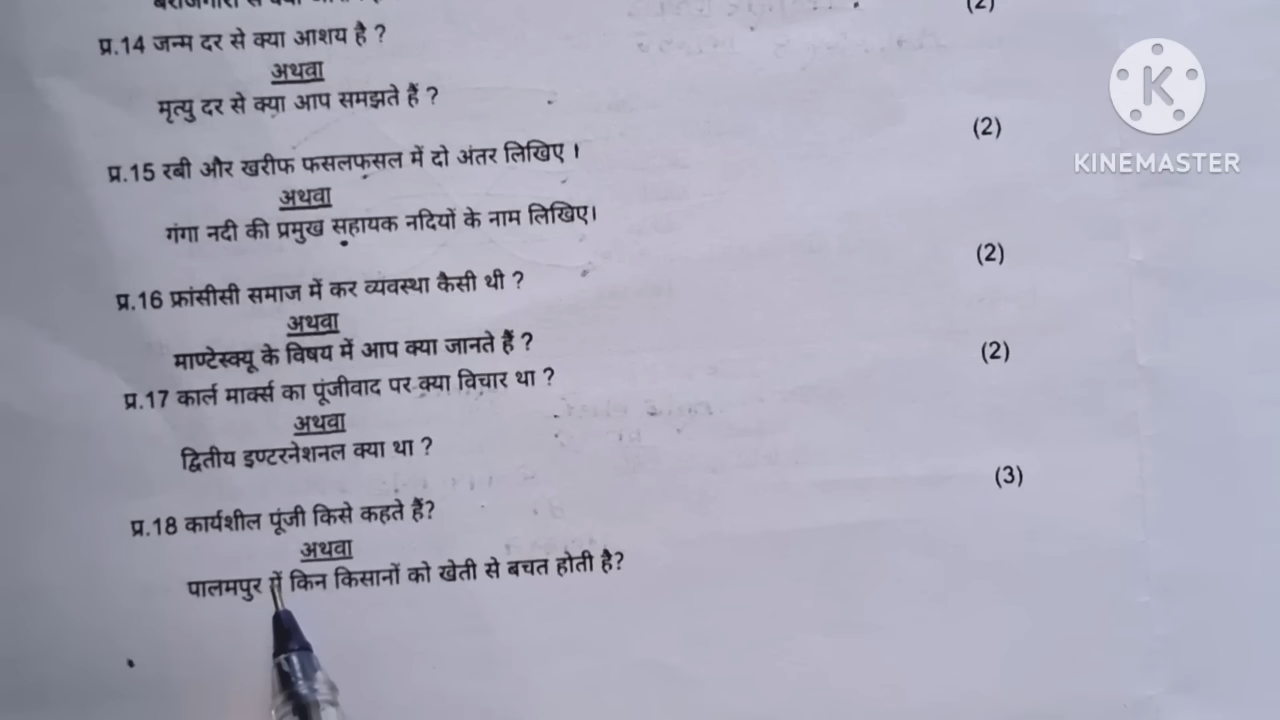 (2)
प्र.14 जन्म दर से क्या आशय है ?
अथवा
मृत्यु दर से क्या आप समझते हैं ?
(2)
प्र.15 रबी और खरीफ फसलफसल में दो अंतर लिखिए ।
अथवा
गंगा नदी की प्रमुख सहायक नदियों के नाम लिखिए।
(2)
प्र.16 फ्रांसीसी समाज में कर व्यवस्था कैसी थी ?
अथवा
माण्टेस्क्यू के विषय में आप क्या जानते हैं ?
(2)
प्र.17 कार्ल मार्क्स का पूंजीवाद पर क्या विचार था ?
अथवा
द्वितीय इण्टरनेशनल क्या था ?
(3)
प्र.18 कार्यशील पूंजी किसे कहते हैं?
अथवा
पालमपुर में किन किसानों को खेती से बचत होती है?
K
KINEMASTER